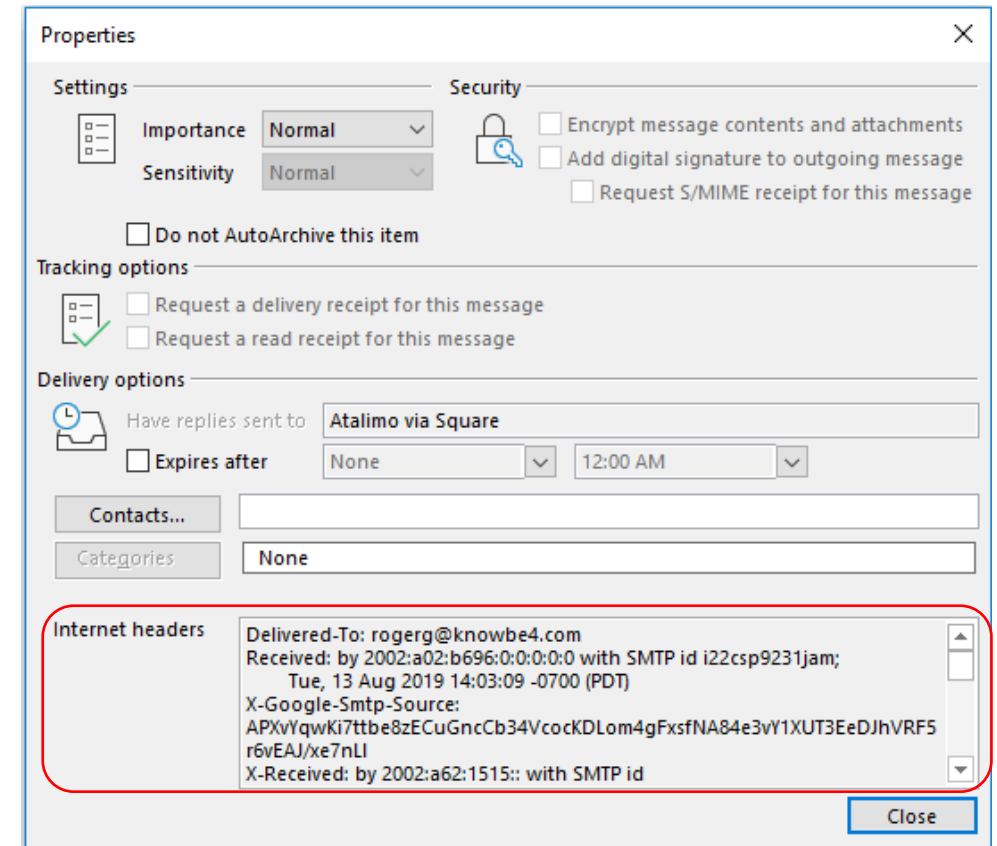 Properties
Settings
Security
Importance Normal
Encrypt message contents and attachments
Sensitivity Normal
Add digital signature to outgoing message
Request S/MIME receipt for this message
Do not AutoArchive this item
Tracking options
Request a delivery receipt for this message
Request a read receipt for this message
Delivery options
Have replies sent to Atalimo via Square
Expires after None 12:00 AM
Contacts...
Categories None
Internet headers
Delivered-To: rogerg@knowbe4.com
Received: by 2002:a02:b696:0:0:0:0:0 with SMTP id i22csp9231jam;
Tue, 13 Aug 2019 14:03:09 -0700 (PDT)
X-Google-Smtp-Source:
APXvYqwKi7ttbe8zECuGncCb34VcocKDLom4gFxsfNA84e3vY1XUT3EeDJhVRF5
r6vEAJ/xe7nLI
X-Received: by 2002:a62:1515:: with SMTP id
Close